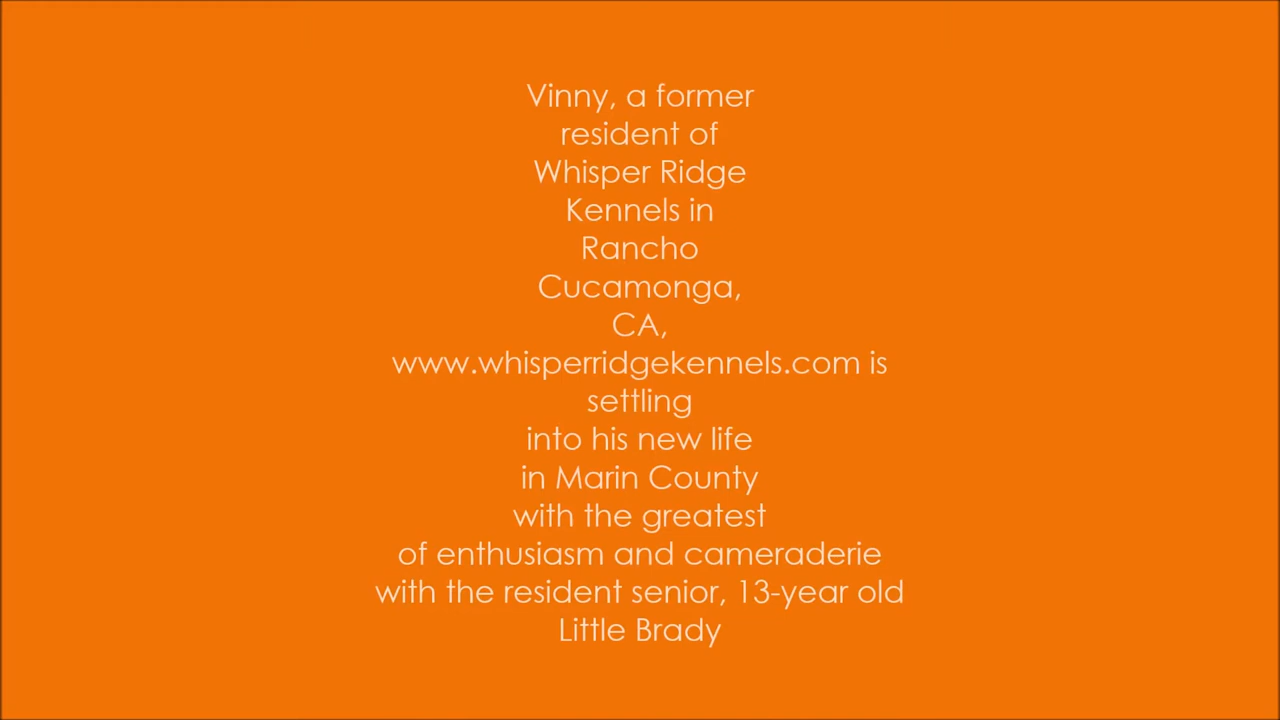 Vinny, a former
resident of
Whisper Ridge
Kennels in
Rancho
Cucamonga,
CA,
www.whisperridgekennels.com is
settling
into his new life
in Marin County
with the greatest
of enthusiasm and cameraderie
with the resident senior, 13-year old
Little Brady